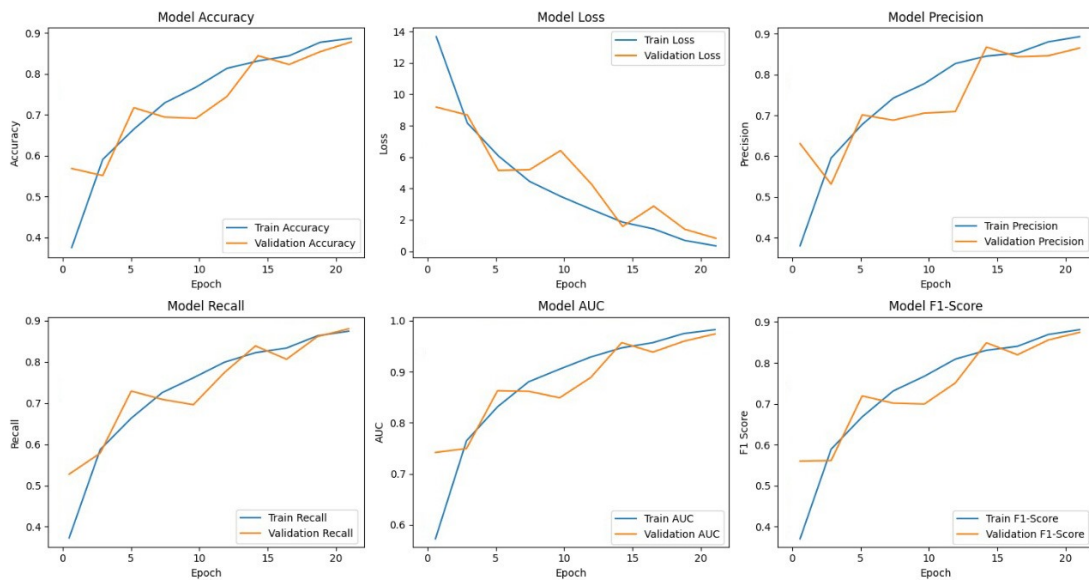 Model Accuracy
0.9
0.8
0.7
0.6
0.5
0.4
Accuracy
Train Accuracy
Validation Accuracy
0 5 10 15 20
Epoch
Model Loss
14
12
10
8
6
4
2
0
Loss
Train Loss
Validation Loss
0 5 10 15 20
Epoch
Model Precision
0.9
0.8
0.7
0.6
0.5
0.4
Precision
Train Precision
Validation Precision
0 5 10 15 20
Epoch
Model Recall
0.9
0.8
0.7
0.6
0.5
0.4
Recall
Train Recall
Validation Recall
0 5 10 15 20
Epoch
Model AUC
1.0
0.9
0.8
0.7
0.6
AUC
Train AUC
Validation AUC
0 5 10 15 20
Epoch
Model F1-Score
0.9
0.8
0.7
0.6
0.5
0.4
F1 Score
Train F1-Score
Validation F1-Score
0 5 10 15 20
Epoch